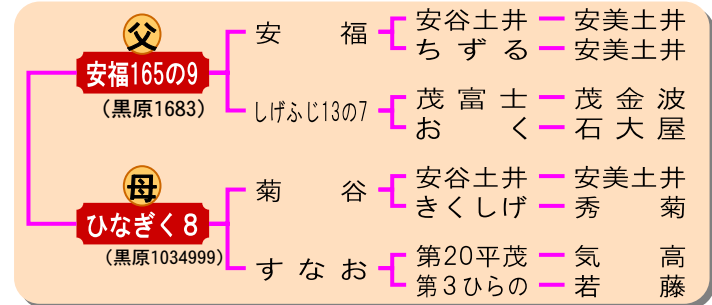 父
安福165の9
（黒原1683）
安福
安谷土井
安美土井
ちずる
安美土井
しげふじ13の7
茂富士
茂金波
おく
石大屋
母
ひなぎく８
（黒原1034999）
菊谷
安谷土井
安美土井
きくしげ
秀菊
すなお
第20平茂
気高
第３ひらの
若藤